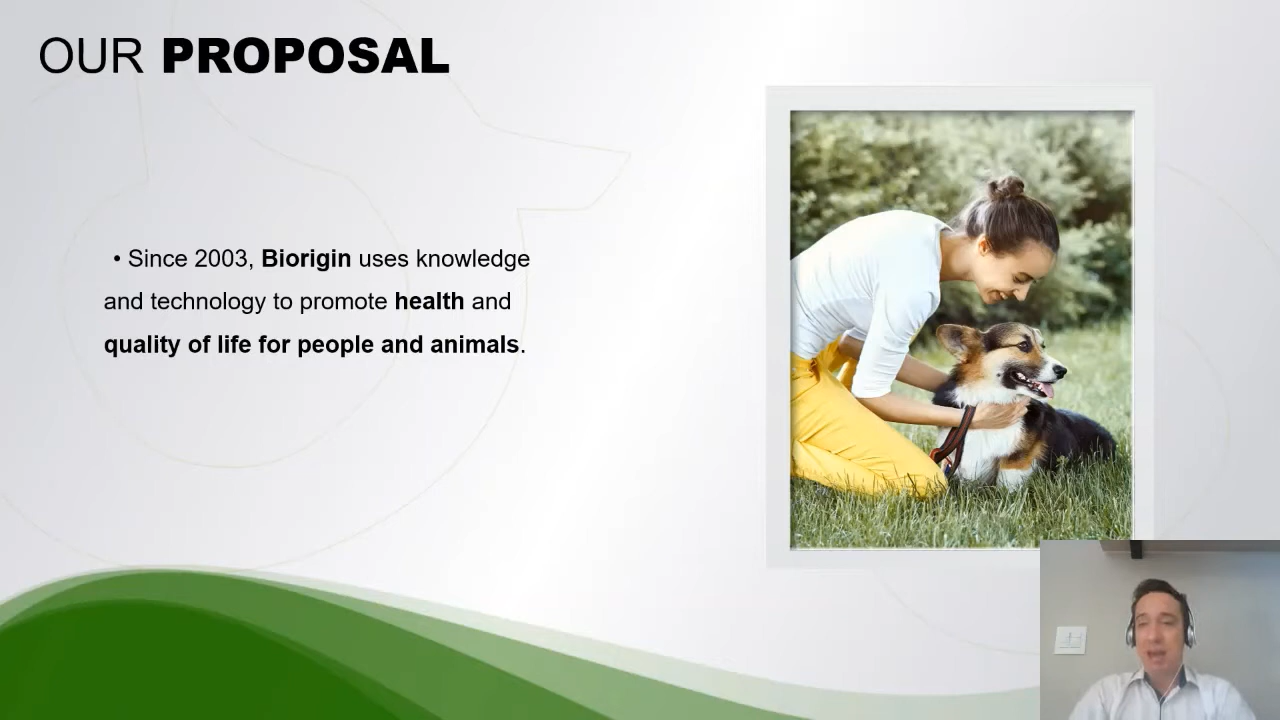 OUR PROPOSAL
• Since 2003, Biorigin uses knowledge
and technology to promote health and
quality of life for people and animals.